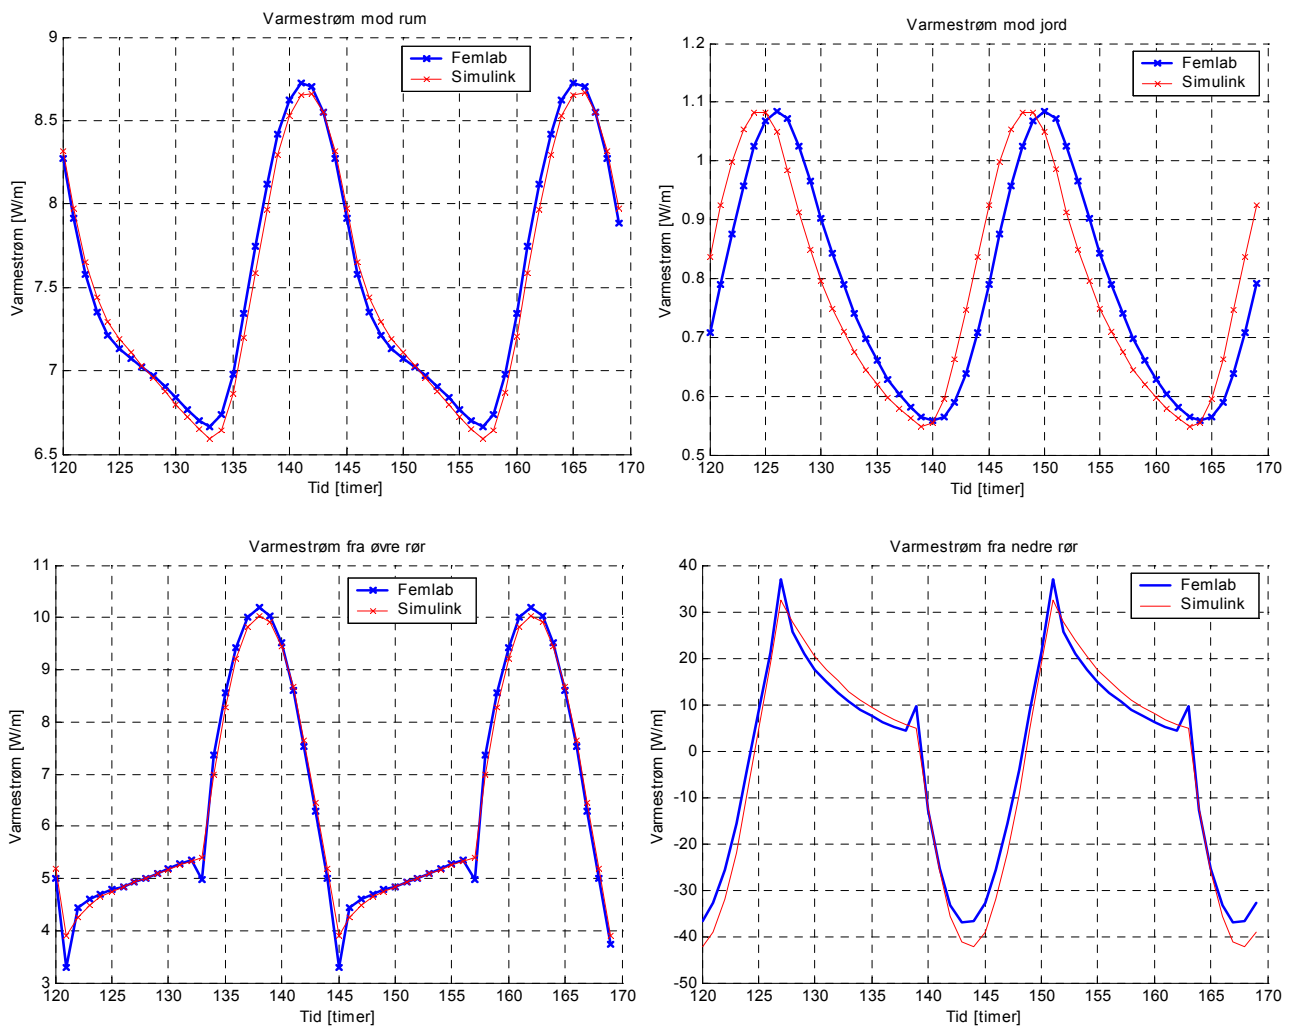 Varmestrøm mod rum
9
8.5
8
7.5
7
6.5
Varmestrøm [W/m]
Femlab
Simulink
120 125 130 135 140 145 150 155 160 165 170
Tid [timer]
Varmestrøm mod jord
1.2
1.1
1
0.9
0.8
0.7
0.6
0.5
Varmestrøm [W/m]
Femlab
Simulink
120 125 130 135 140 145 150 155 160 165 170
Tid [timer]
Varmestrøm fra øvre rør
11
10
9
8
7
6
5
4
3
Varmestrøm [W/m]
Femlab
Simulink
120 125 130 135 140 145 150 155 160 165 170
Tid [timer]
Varmestrøm fra nedre rør
40
30
20
10
0
-10
-20
-30
-40
-50
Varmestrøm [W/m]
Femlab
Simulink
120 125 130 135 140 145 150 155 160 165 170
Tid [timer]